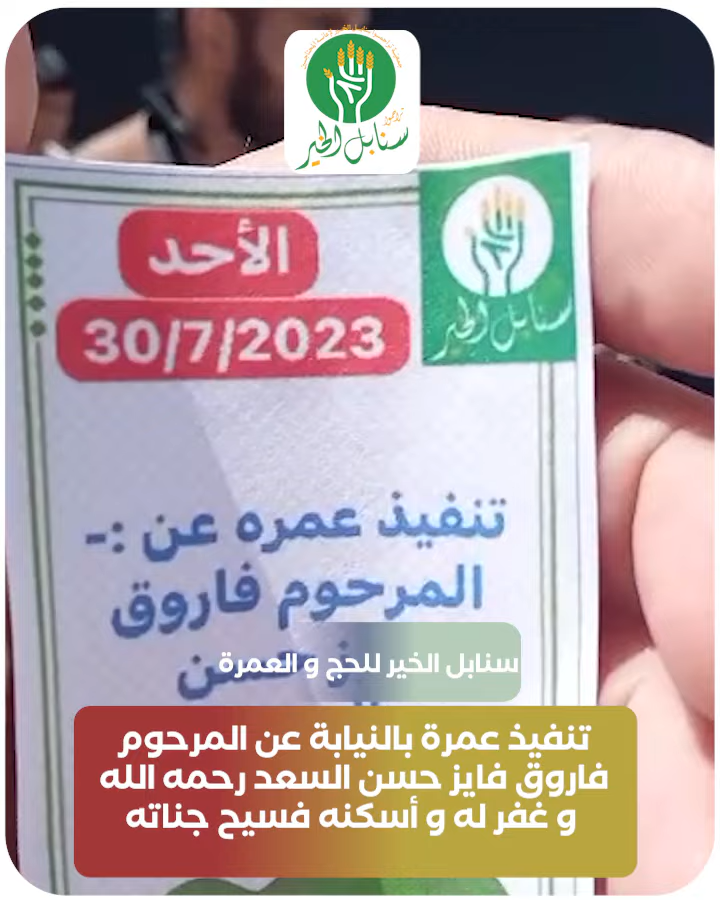 سنابل الخير
الأحد
30/7/2023
سنابل الخير
تنفيذ عمره عن :-
المرحوم فاروق
سنابل الخير للحج و العمرة
تنفيذ عمرة بالنيابة عن المرحوم
فاروق فايز حسن السعد رحمه الله
و غفر له و أسكنه فسيح جناته